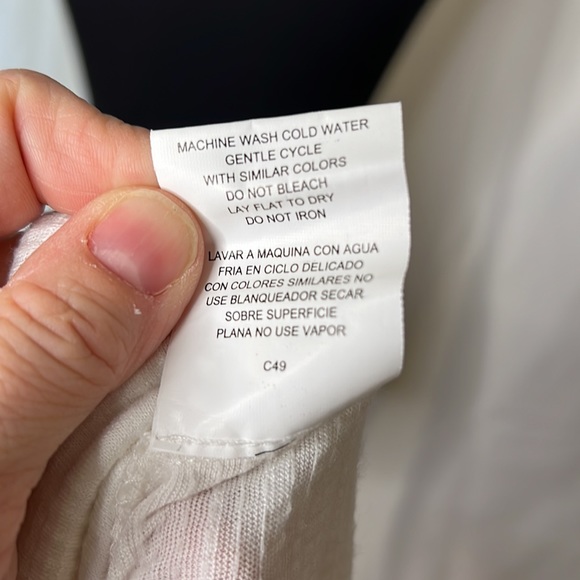 MACHINE WASH COLD WATER
GENTLE CYCLE
WITH SIMILAR COLORS
DO NOT BLEACH
LAY FLAT TO DRY
DO NOT IRON
LAVAR A MAQUINA CON AGUA
FRIA EN CICLO DELICADO
CON COLORES SIMILARES NO
USE BLANQUEADOR SECAR
SOBRE SUPERFICIE
PLANA NO USE VAPOR
C49